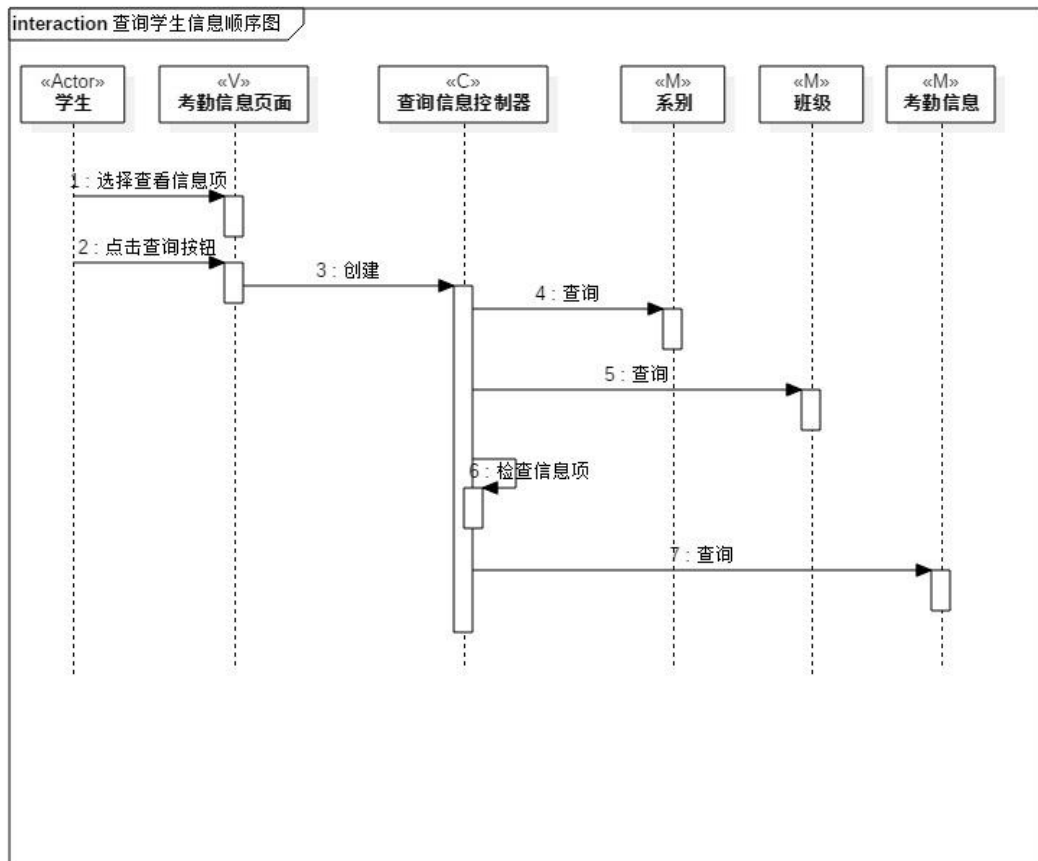 interaction 查询学生信息顺序图
«Actor»
学生
«V»
考勤信息页面
«C»
查询信息控制器
«M»
系别
«M»
班级
«M»
考勤信息
1 : 选择查看信息项
2 : 点击查询按钮
3 : 创建
4 : 查询
5 : 查询
6 : 检查信息项
7 : 查询